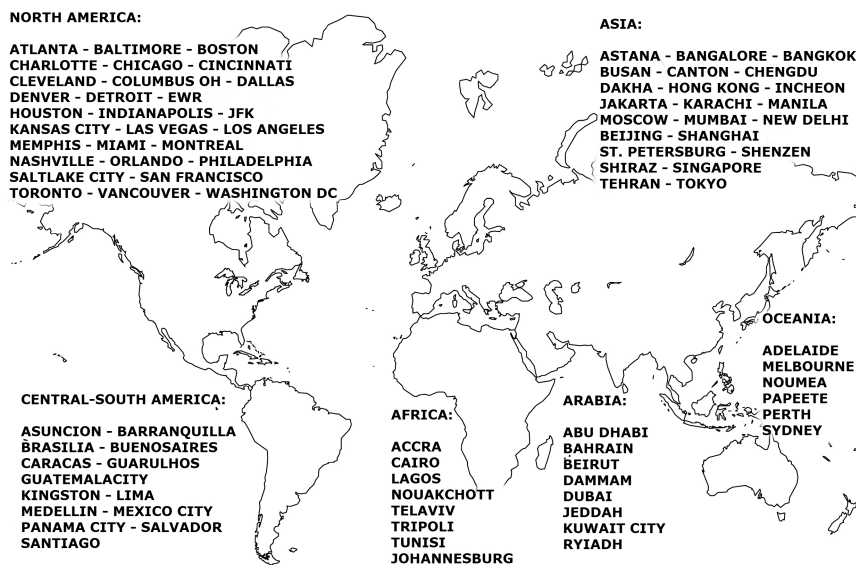 NORTH AMERICA:
ATLANTA - BALTIMORE - BOSTON
CHARLOTTE - CHICAGO - CINCINNATI
CLEVELAND - COLUMBUS OH - DALLAS
DENVER - DETROIT - EWR
HOUSTON - INDIANAPOLIS - JFK
KANSAS CITY - LAS VEGAS - LOS ANGELES
MEMPHIS - MIAMI - MONTREAL
NASHVILLE - ORLANDO - PHILADELPHIA
SALTLAKE CITY - SAN FRANCISCO
TORONTO - VANCOUVER - WASHINGTON DC
ASIA:
ASTANA - BANGALORE - BANGKOK
BUSAN - CANTON - CHENGDU
DAKHA - HONG KONG - INCHEON
JAKARTA - KARACHI - MANILA
MOSCOW - MUMBAI - NEW DELHI
BEIJING - SHANGHAI
ST. PETERSBURG - SHENZEN
SHIRAZ - SINGAPORE
TEHRAN - TOKYO
CENTRAL-SOUTH AMERICA:
ASUNCION - BARRANQUILLA
BRASILIA - BUENOSAIRES
CARACAS - GUARULHOS
GUATEMALACITY
KINGSTON - LIMA
MEDELLIN - MEXICO CITY
PANAMA CITY - SALVADOR
SANTIAGO
AFRICA:
ACCRA
CAIRO
LAGOS
NOUAKCHOTT
TELAVIV
TRIPOLI
TUNISI
JOHANNESBURG
ARABIA:
ABU DHABI
BAHRAIN
BEIRUT
DAMMAM
DUBAI
JEDDAH
KUWAIT CITY
RYIADH
OCEANIA:
ADELAIDE
MELBOURNE
NOUMEA
PAPEETE
PERTH
SYDNEY